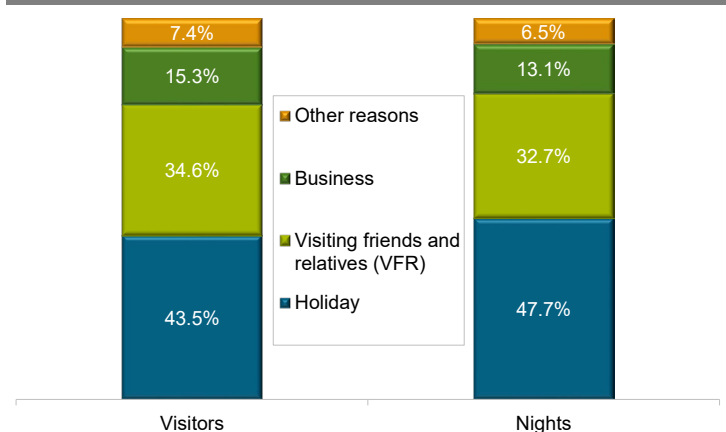 7.4%
6.5%
15.3%
13.1%
Other reasons
34.6%
32.7%
Business
Visiting friends and
relatives (VFR)
Holiday
43.5%
47.7%
Visitors
Nights